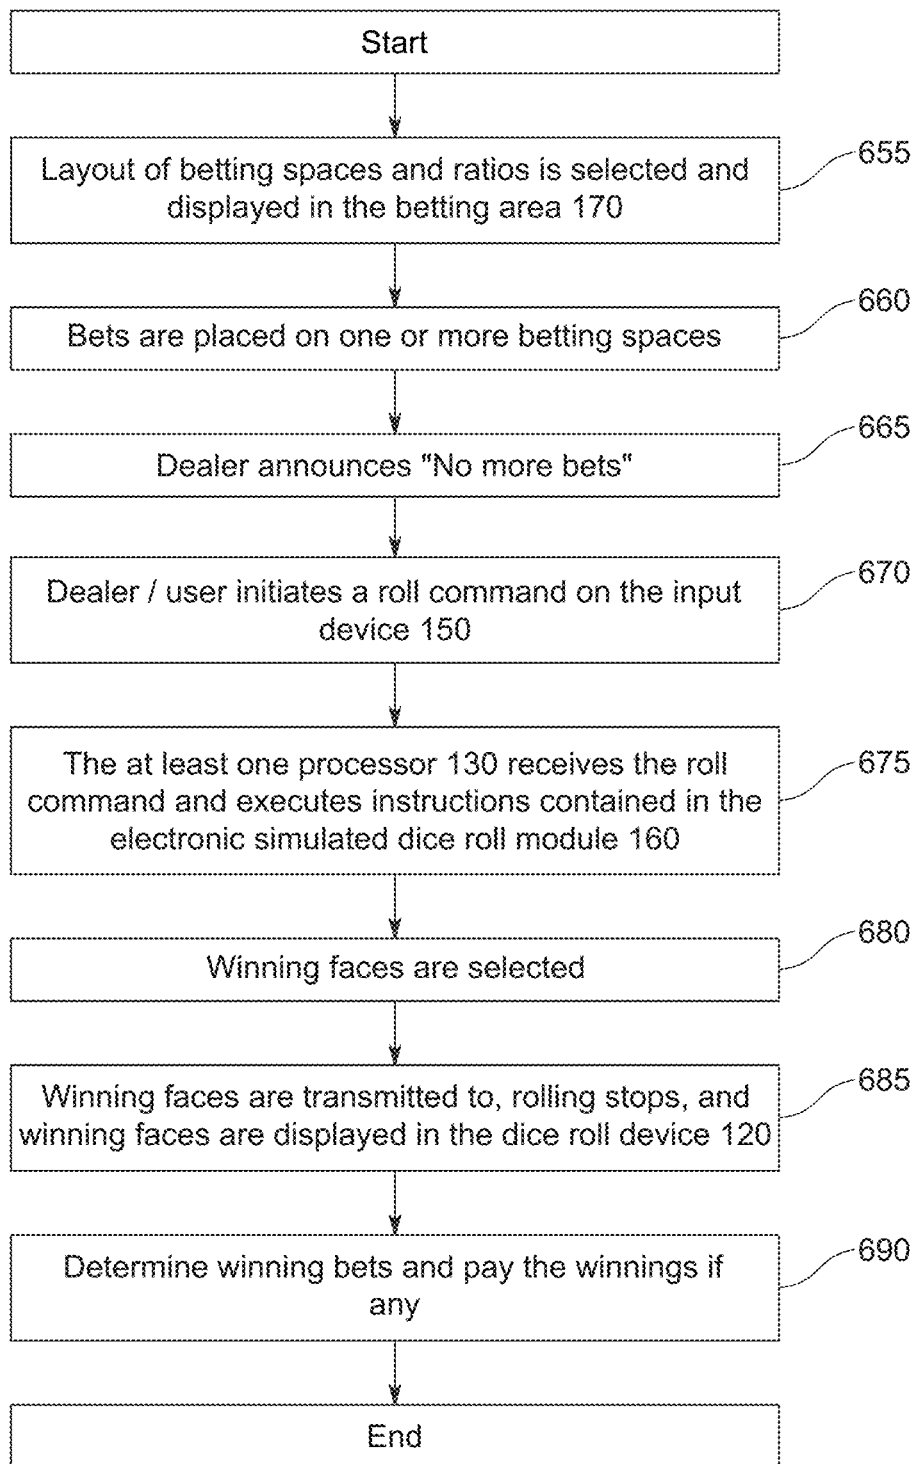 Start
Layout of betting spaces and ratios is selected and
displayed in the betting area 170
655
Bets are placed on one or more betting spaces
660
Dealer announces "No more bets"
665
Dealer / user initiates a roll command on the input
device 150
670
The at least one processor 130 receives the roll
command and executes instructions contained in the
electronic simulated dice roll module 160
675
Winning faces are selected
680
Winning faces are transmitted to, rolling stops, and
winning faces are displayed in the dice roll device 120
685
Determine winning bets and pay the winnings if
any
690
End